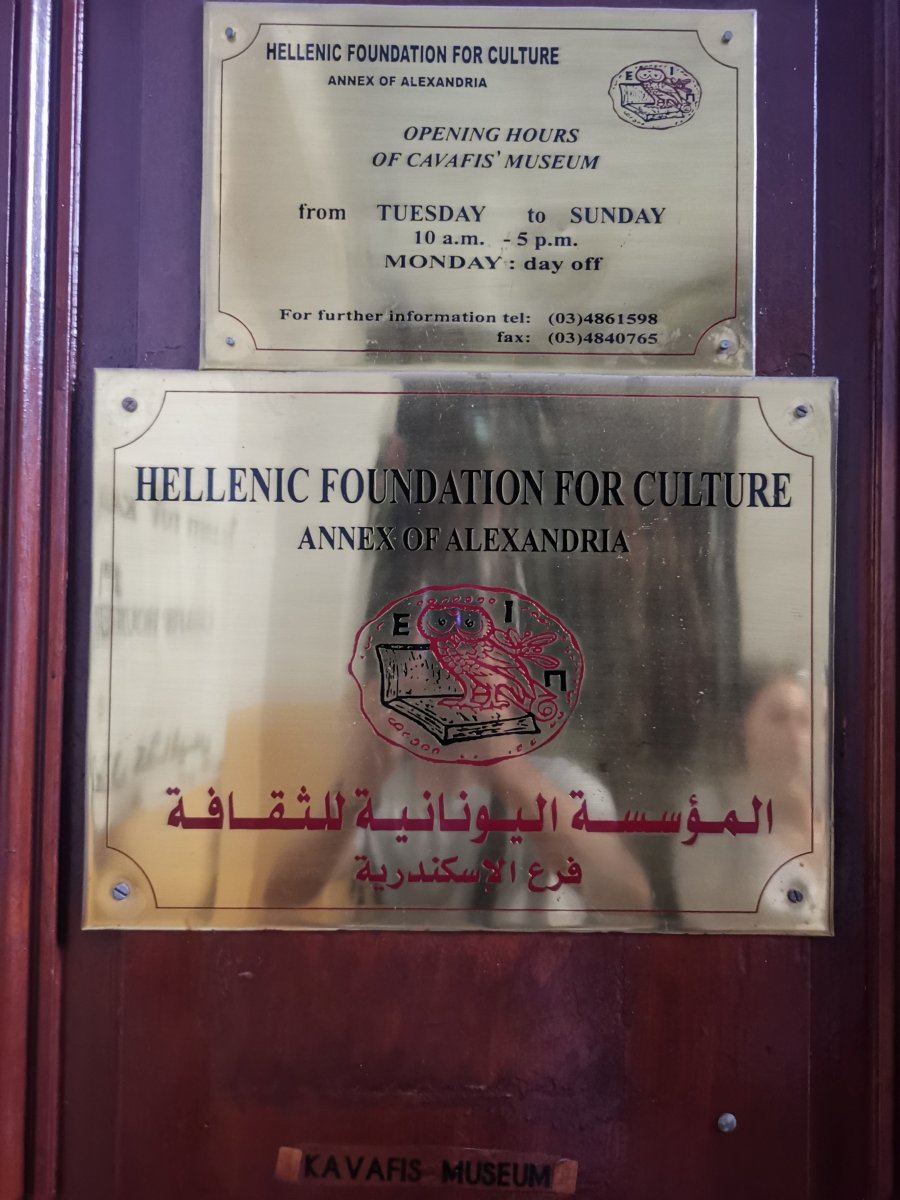 HELLENIC FOUNDATION FOR CULTURE
ANNEX OF ALEXANDRIA
Ε Ι
Π
OPENING HOURS
OF CAVAFIS' MUSEUM
from TUESDAY to SUNDAY
10 a.m. - 5 p.m.
MONDAY : day off
For further information tel: (03)4861598
fax: (03)4840765
HELLENIC FOUNDATION FOR CULTURE
ANNEX OF ALEXANDRIA
Ε Ι
Π
المؤسسة اليونانية للثقافة
فرع الإسكندرية
KAVAFIS MUSEUM